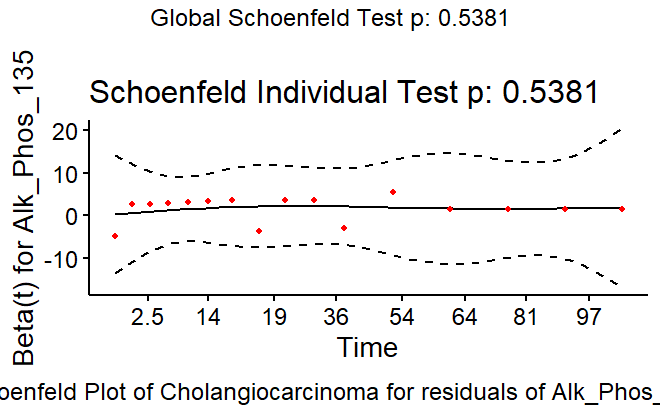 Global Schoenfeld Test p: 0.5381
Schoenfeld Individual Test p: 0.5381
Beta(t) for Alk_Phos_135
20
10
0
-10
2.5 14 19 36 54 64 81 97
Time
oenfeld Plot of Cholangiocarcinoma for residuals of Alk_Phos_